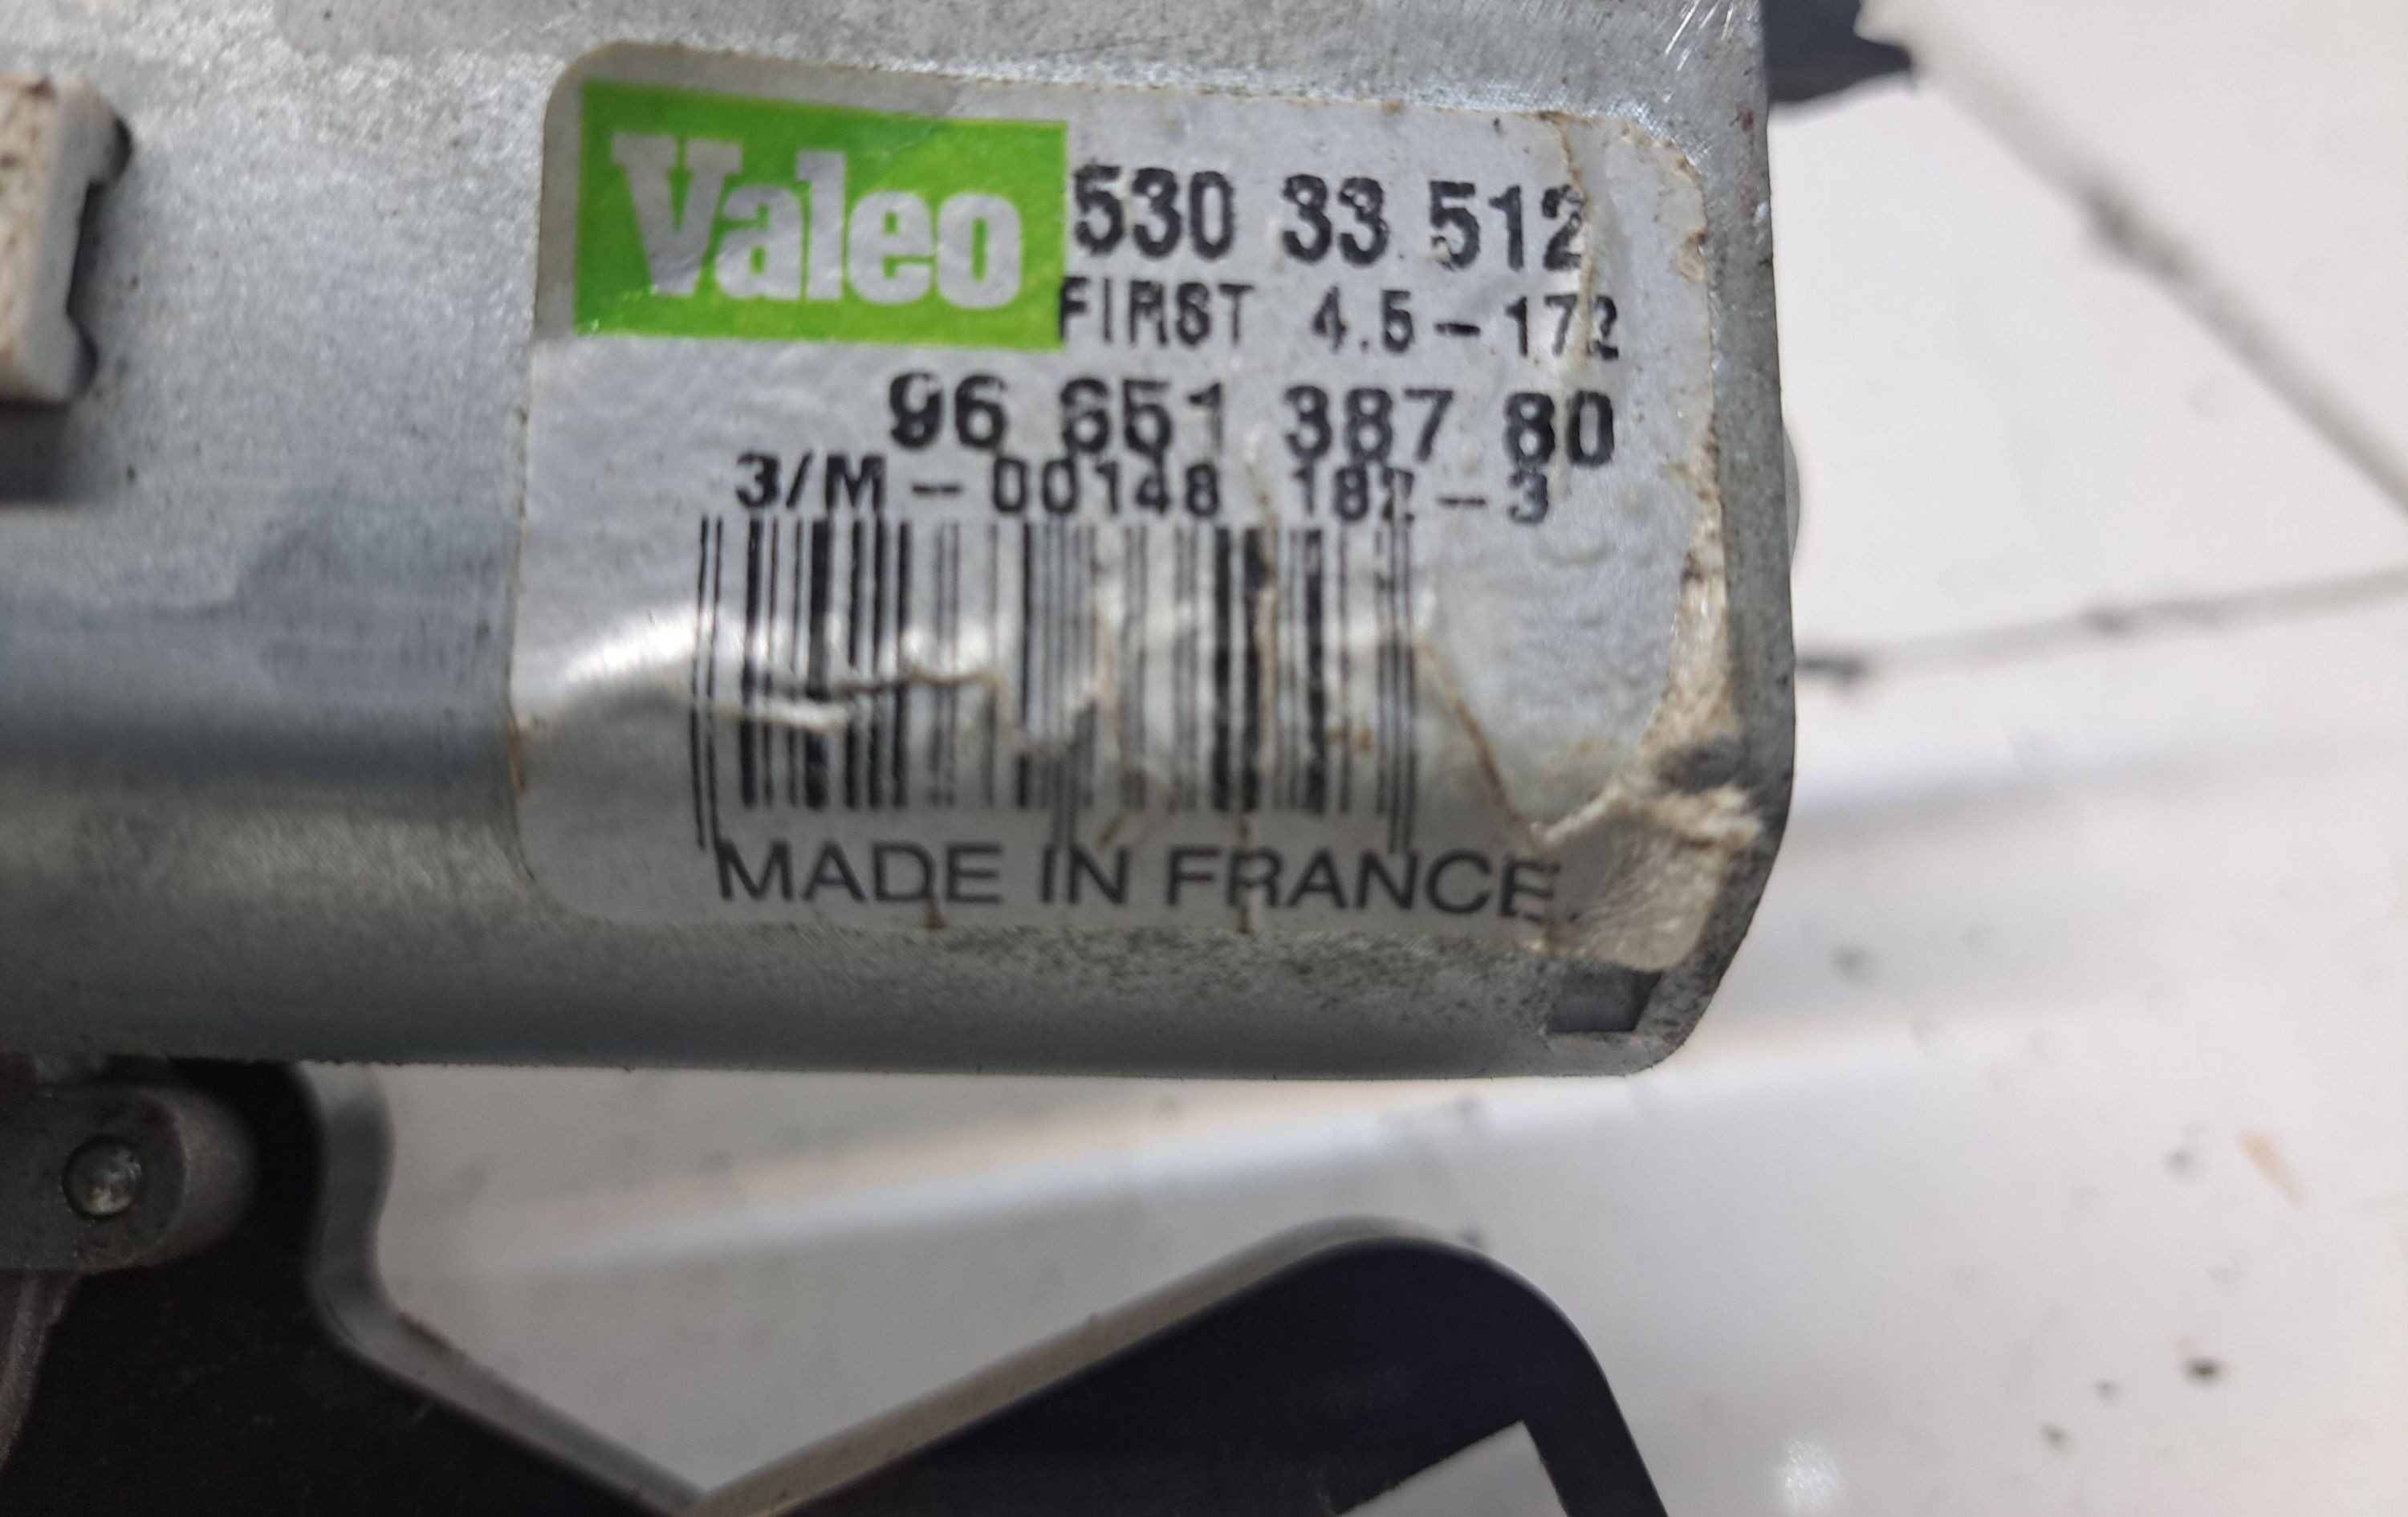 Valeo 530 33 512
FIRST 4.5-172
96 651 387 80
3/M-00148 182-3
MADE IN FRANCE